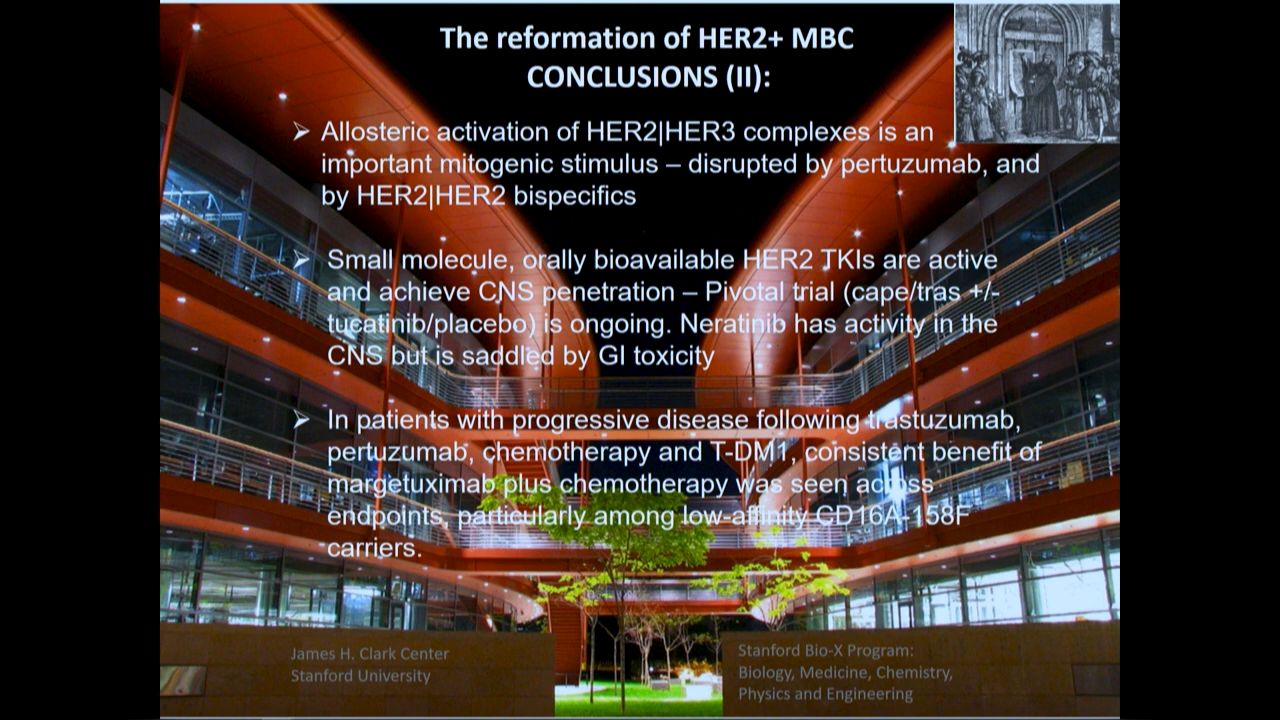 The reformation of HER2+ MBC
CONCLUSIONS (II):
➢ Allosteric activation of HER2|HER3 complexes is an
important mitogenic stimulus – disrupted by pertuzumab, and
by HER2|HER2 bispecifics
➢ Small molecule, orally bioavailable HER2 TKIs are active
and achieve CNS penetration – Pivotal trial (cape/tras +/-
tucatinib/placebo) is ongoing. Neratinib has activity in the
CNS but is saddled by GI toxicity
➢ In patients with progressive disease following trastuzumab,
pertuzumab, chemotherapy and T-DM1, consistent benefit of
margetuximab plus chemotherapy was seen across
endpoints, particularly among low-affinity CD16A-158F
carriers.
James H. Clark Center
Stanford University
Stanford Bio-X Program:
Biology, Medicine, Chemistry,
Physics and Engineering